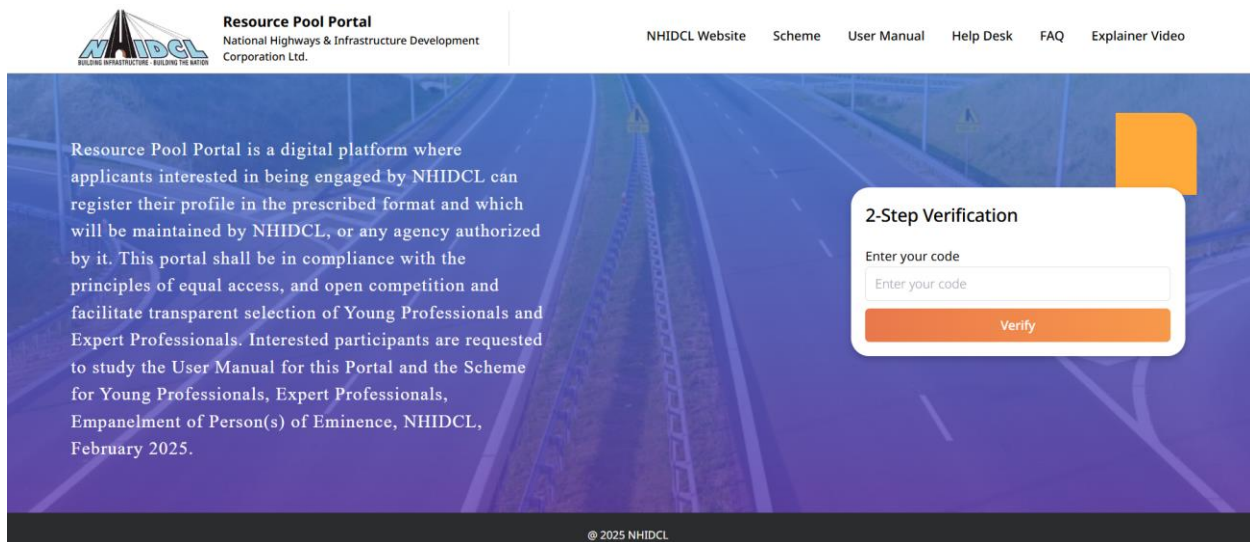 NHIDCL
BUILDING INFRASTRUCTURE - BUILDING THE NATION
Resource Pool Portal
National Highways & Infrastructure Development
Corporation Ltd.
NHIDCL Website
Scheme
User Manual
Help Desk
FAQ
Explainer Video
Resource Pool Portal is a digital platform where
applicants interested in being engaged by NHIDCL can
register their profile in the prescribed format and which
will be maintained by NHIDCL, or any agency authorized
by it. This portal shall be in compliance with the
principles of equal access, and open competition and
facilitate transparent selection of Young Professionals and
Expert Professionals. Interested participants are requested
to study the User Manual for this Portal and the Scheme
for Young Professionals, Expert Professionals,
Empanelment of Person(s) of Eminence, NHIDCL,
February 2025.
2-Step Verification
Enter your code
Enter your code
Verify
@ 2025 NHIDCL